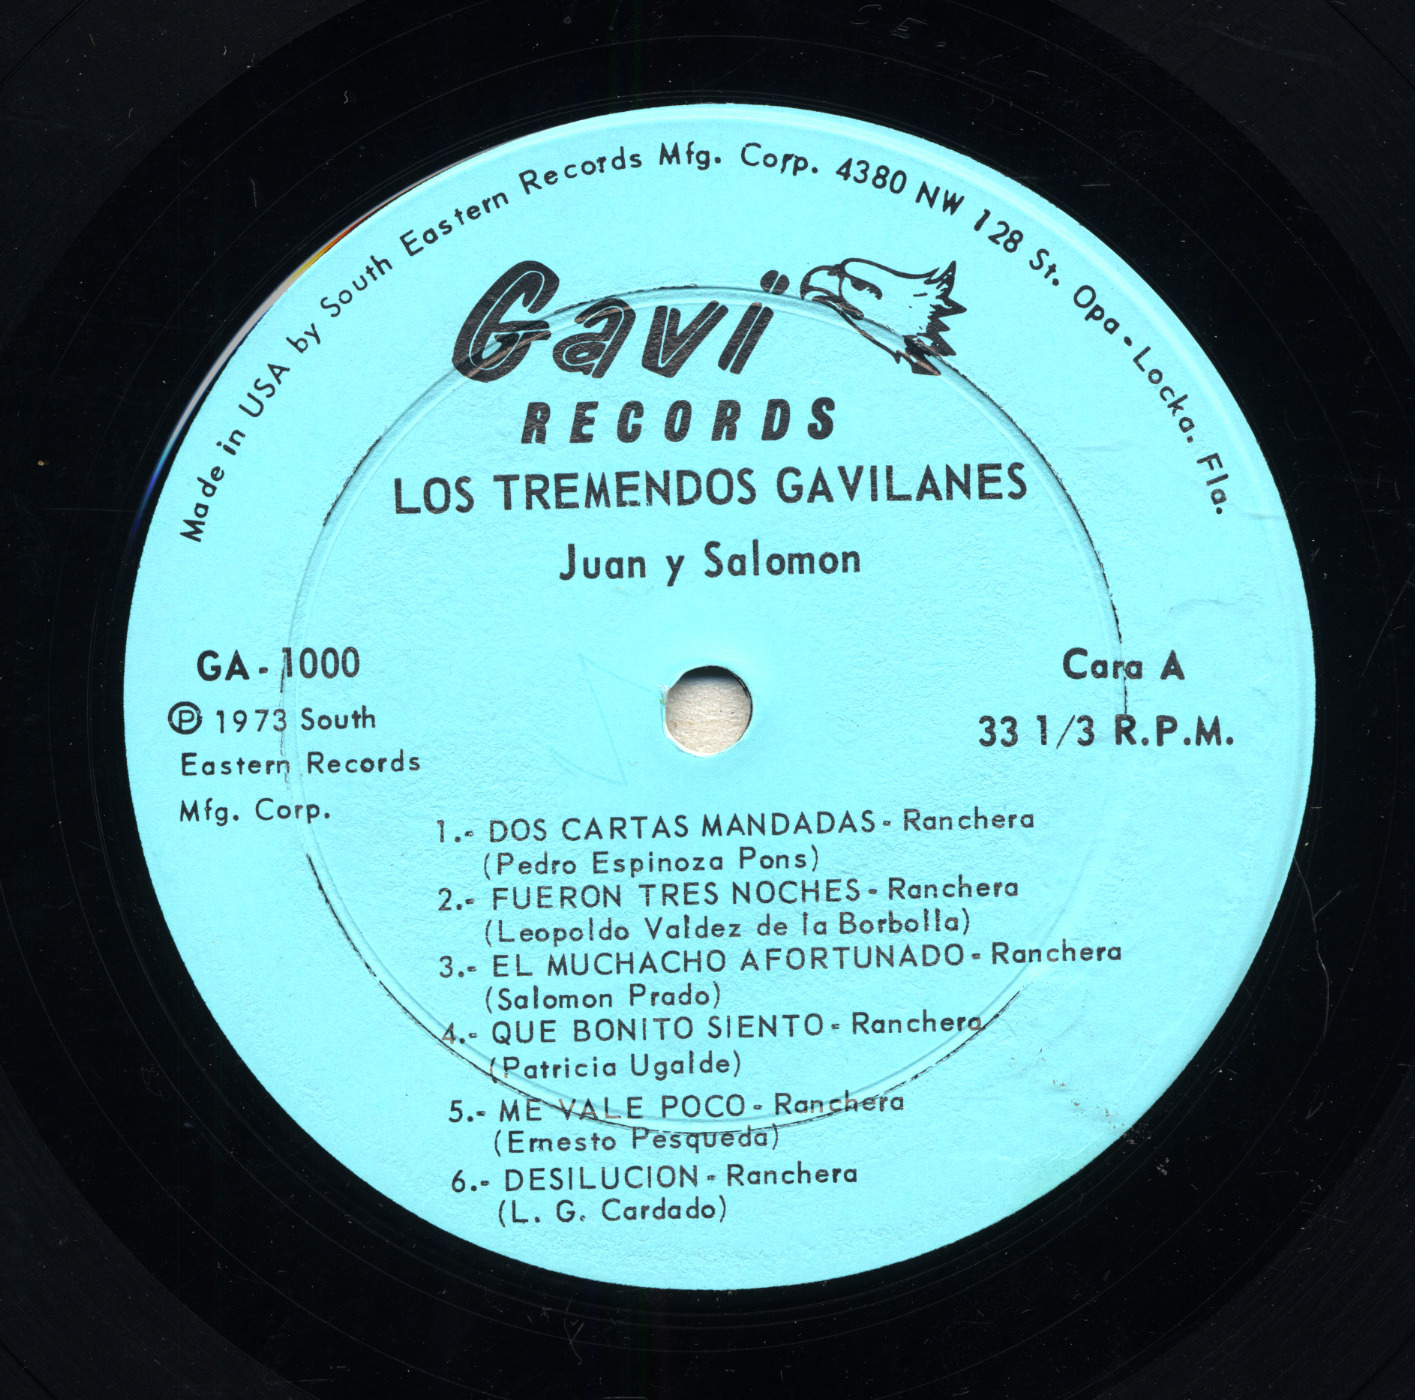 Made in USA by South Eastern Records Mfg. Corp. 4380 NW 128 St. Opa-Locka. Fla.
Gavi
RECORDS
LOS TREMENDOS GAVILANES
Juan y Salomon
GA-1000
Ⓟ 1973 South
Eastern Records
Mfg. Corp.
Cara A
33 1/3 R.P.M.
1.- DOS CARTAS MANDADAS - Ranchera
(Pedro Espinoza Pons)
2.- FUERON TRES NOCHES - Ranchera
(Leopoldo Valdez de la Borbolla)
3.- EL MUCHACHO AFORTUNADO - Ranchera
(Salomon Prado)
4.- QUE BONITO SIENTO - Ranchera
(Patricia Ugalde)
5.- ME VALE POCO - Ranchera
(Ernesto Pesqueda)
6.- DESILUCION - Ranchera
(L. G. Cardado)